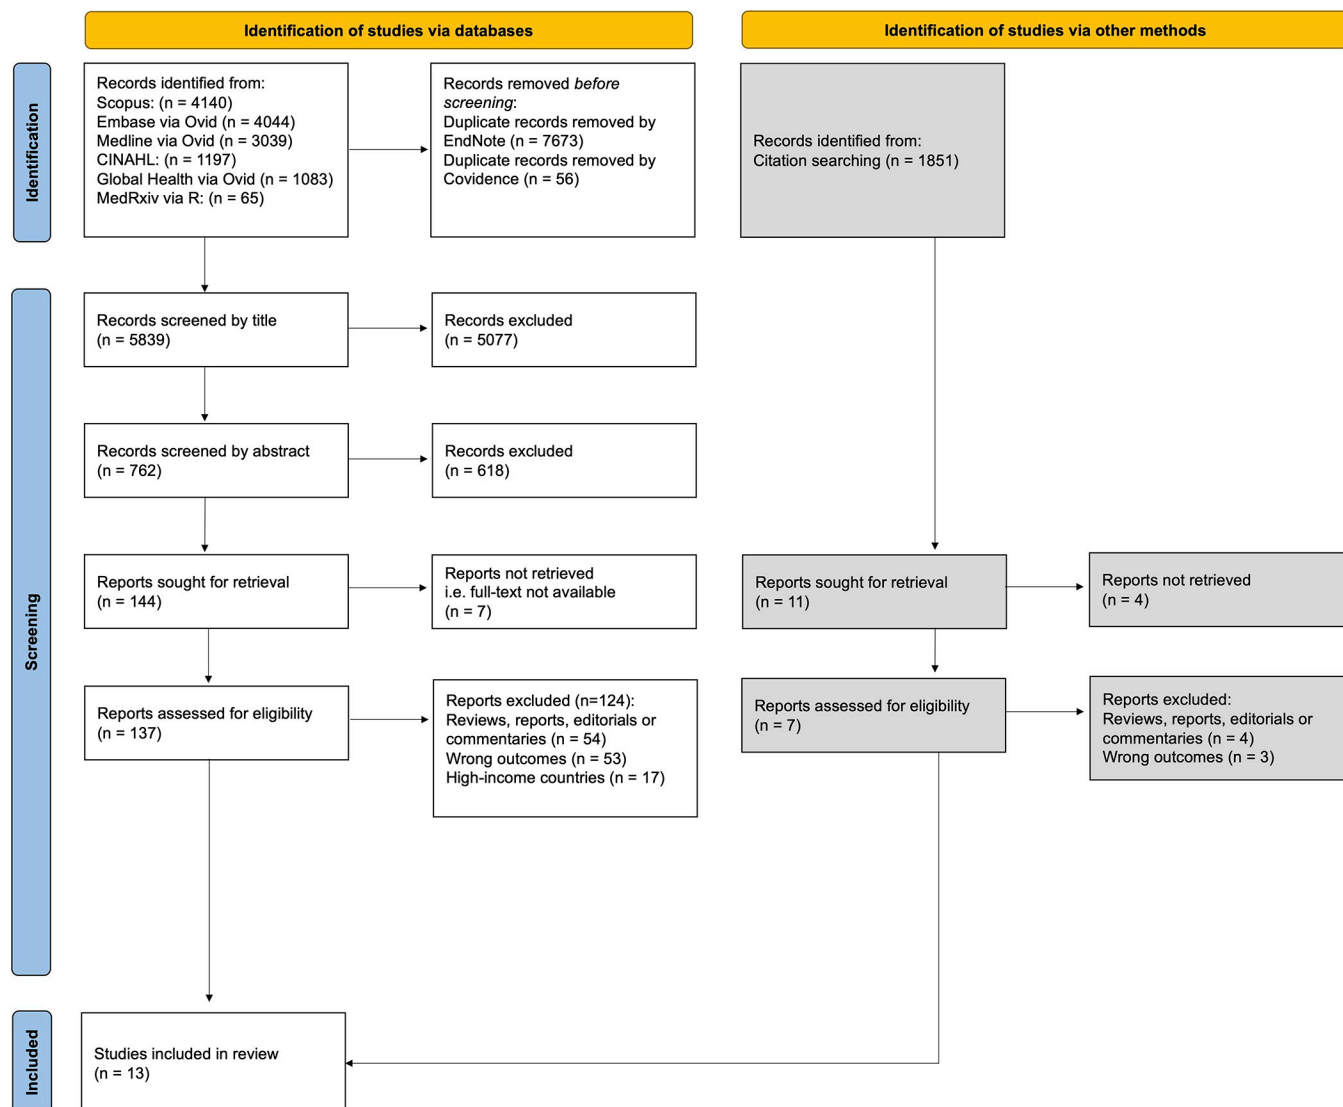 Identification of studies via databases
Identification of studies via other methods
Identification
Records identified from:
Scopus: (n = 4140)
Embase via Ovid (n = 4044)
Medline via Ovid (n = 3039)
CINAHL: (n = 1197)
Global Health via Ovid (n = 1083)
MedRxiv via R: (n = 65)
Records removed before
screening:
Duplicate records removed by
EndNote (n = 7673)
Duplicate records removed by
Covidence (n = 56)
Records identified from:
Citation searching (n = 1851)
Screening
Records screened by title
(n = 5839)
Records excluded
(n = 5077)
Records screened by abstract
(n = 762)
Records excluded
(n = 618)
Reports sought for retrieval
(n = 144)
Reports not retrieved
i.e. full-text not available
(n = 7)
Reports sought for retrieval
(n = 11)
Reports not retrieved
(n = 4)
Reports assessed for eligibility
(n = 137)
Reports excluded (n=124):
Reviews, reports, editorials or
commentaries (n = 54)
Wrong outcomes (n = 53)
High-income countries (n = 17)
Reports assessed for eligibility
(n = 7)
Reports excluded:
Reviews, reports, editorials or
commentaries (n = 4)
Wrong outcomes (n = 3)
Included
Studies included in review
(n = 13)